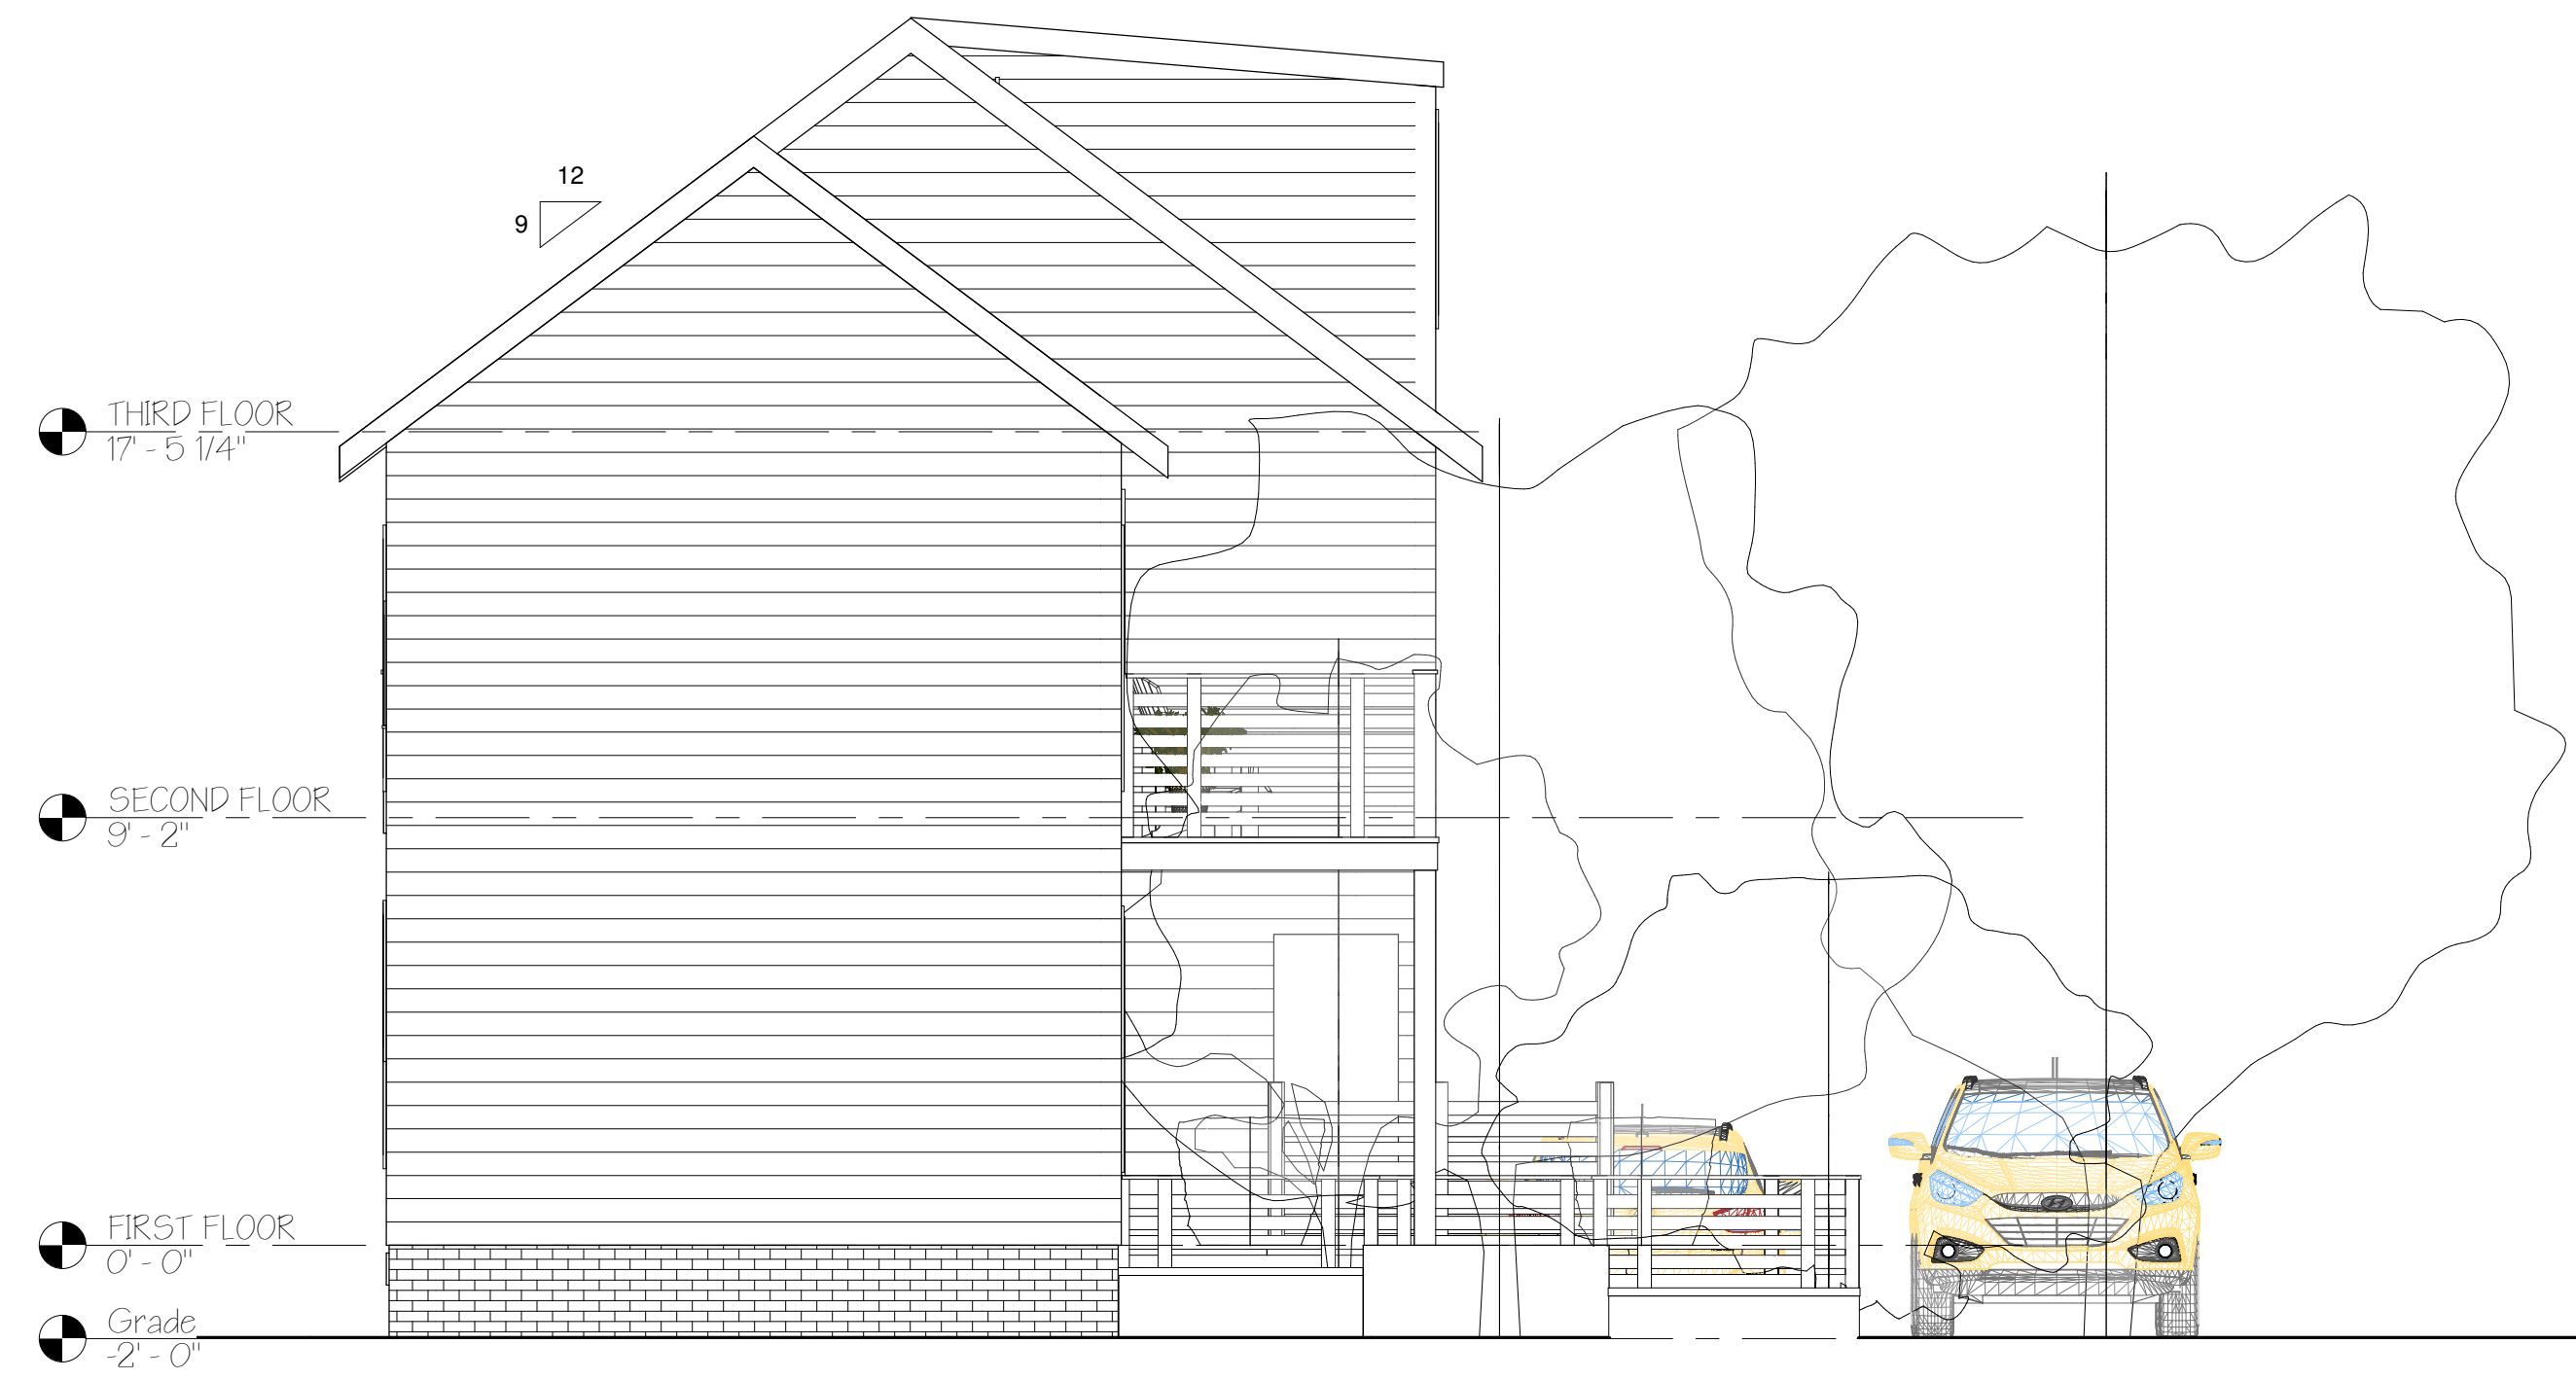 12
9
THIRD FLOOR
17' - 5 1/4"
SECOND FLOOR
9' - 2"
FIRST FLOOR
0' - 0"
Grade
-2' - 0"